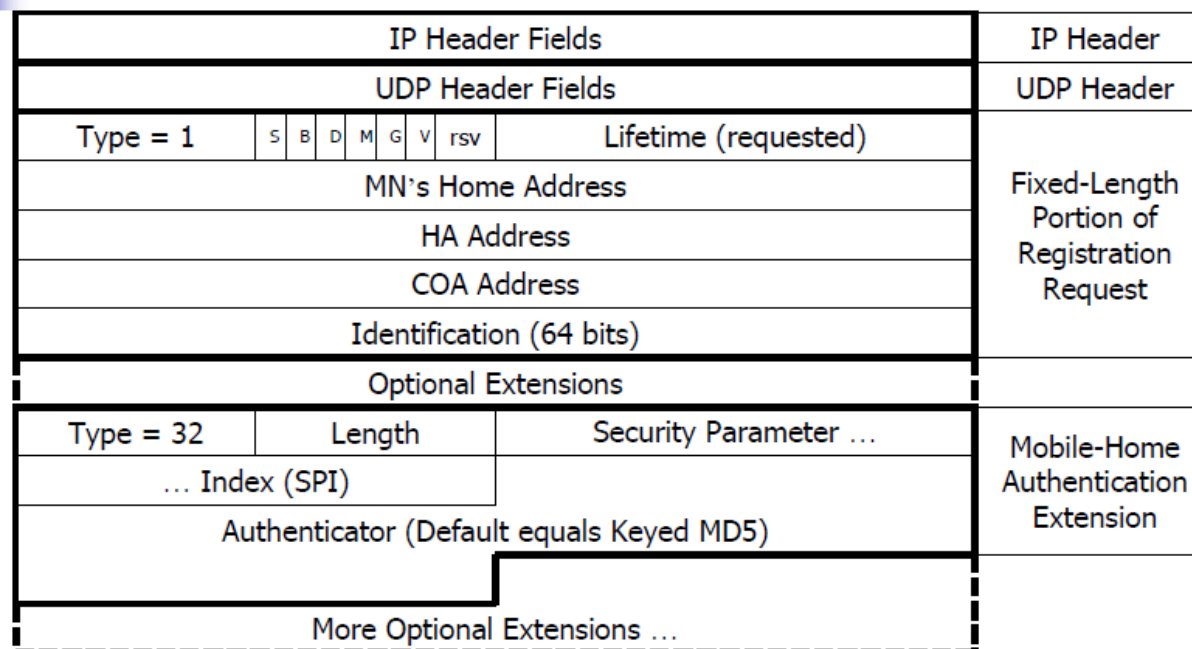 IP Header Fields
IP Header
UDP Header Fields
UDP Header
Type = 1
S
B
D
M
G
V
rsv
Lifetime (requested)
MN's Home Address
HA Address
COA Address
Identification (64 bits)
Fixed-Length
Portion of
Registration
Request
Optional Extensions
Type = 32
Length
Security Parameter …
… Index (SPI)
Authenticator (Default equals Keyed MD5)
Mobile-Home
Authentication
Extension
More Optional Extensions …